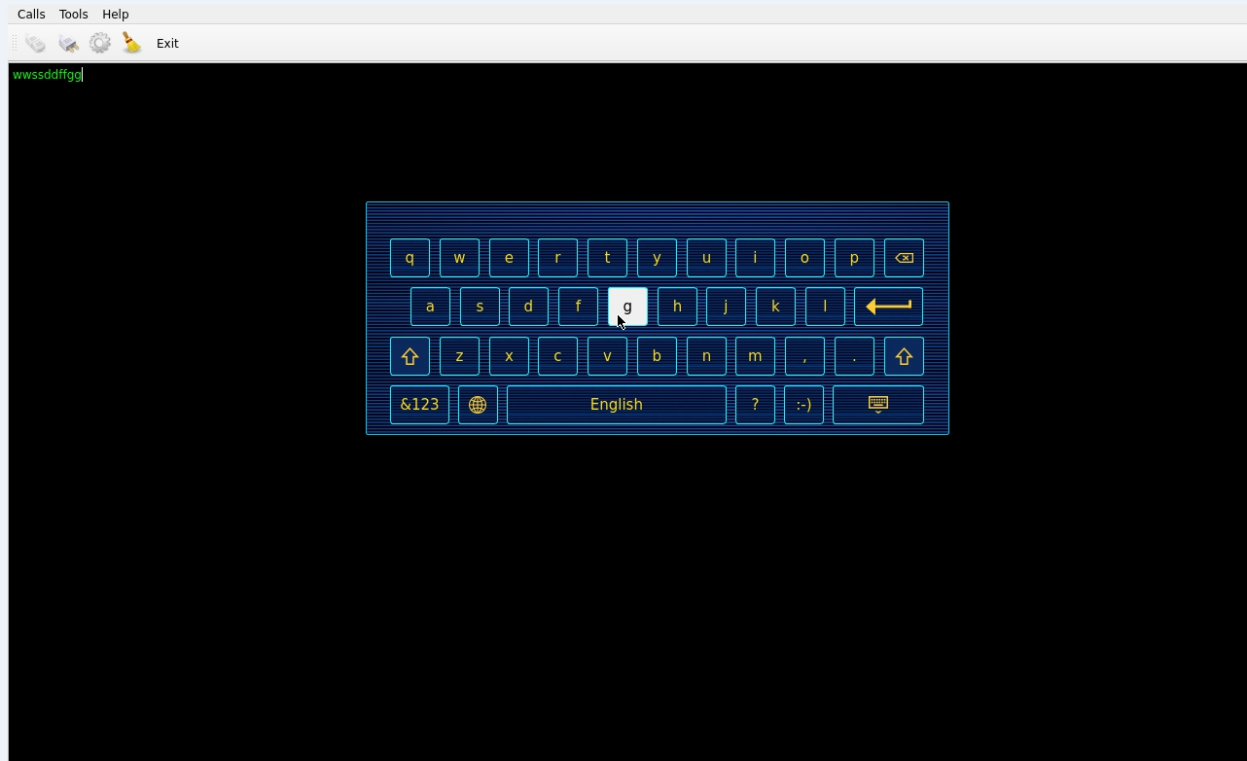 Calls Tools Help
Exit
wwssddffgg
q w e r t y u i o p
a s d f g h j k l
z x c v b n m , .
&123 English ? :-)